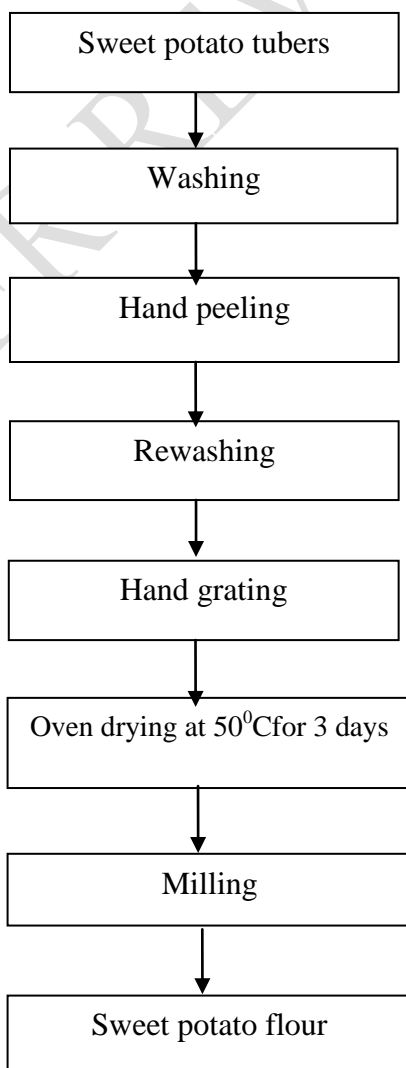 Sweet potato tubers
Washing
Hand peeling
Rewashing
Hand grating
Oven drying at 50⁰Cfor 3 days
Milling
Sweet potato flour